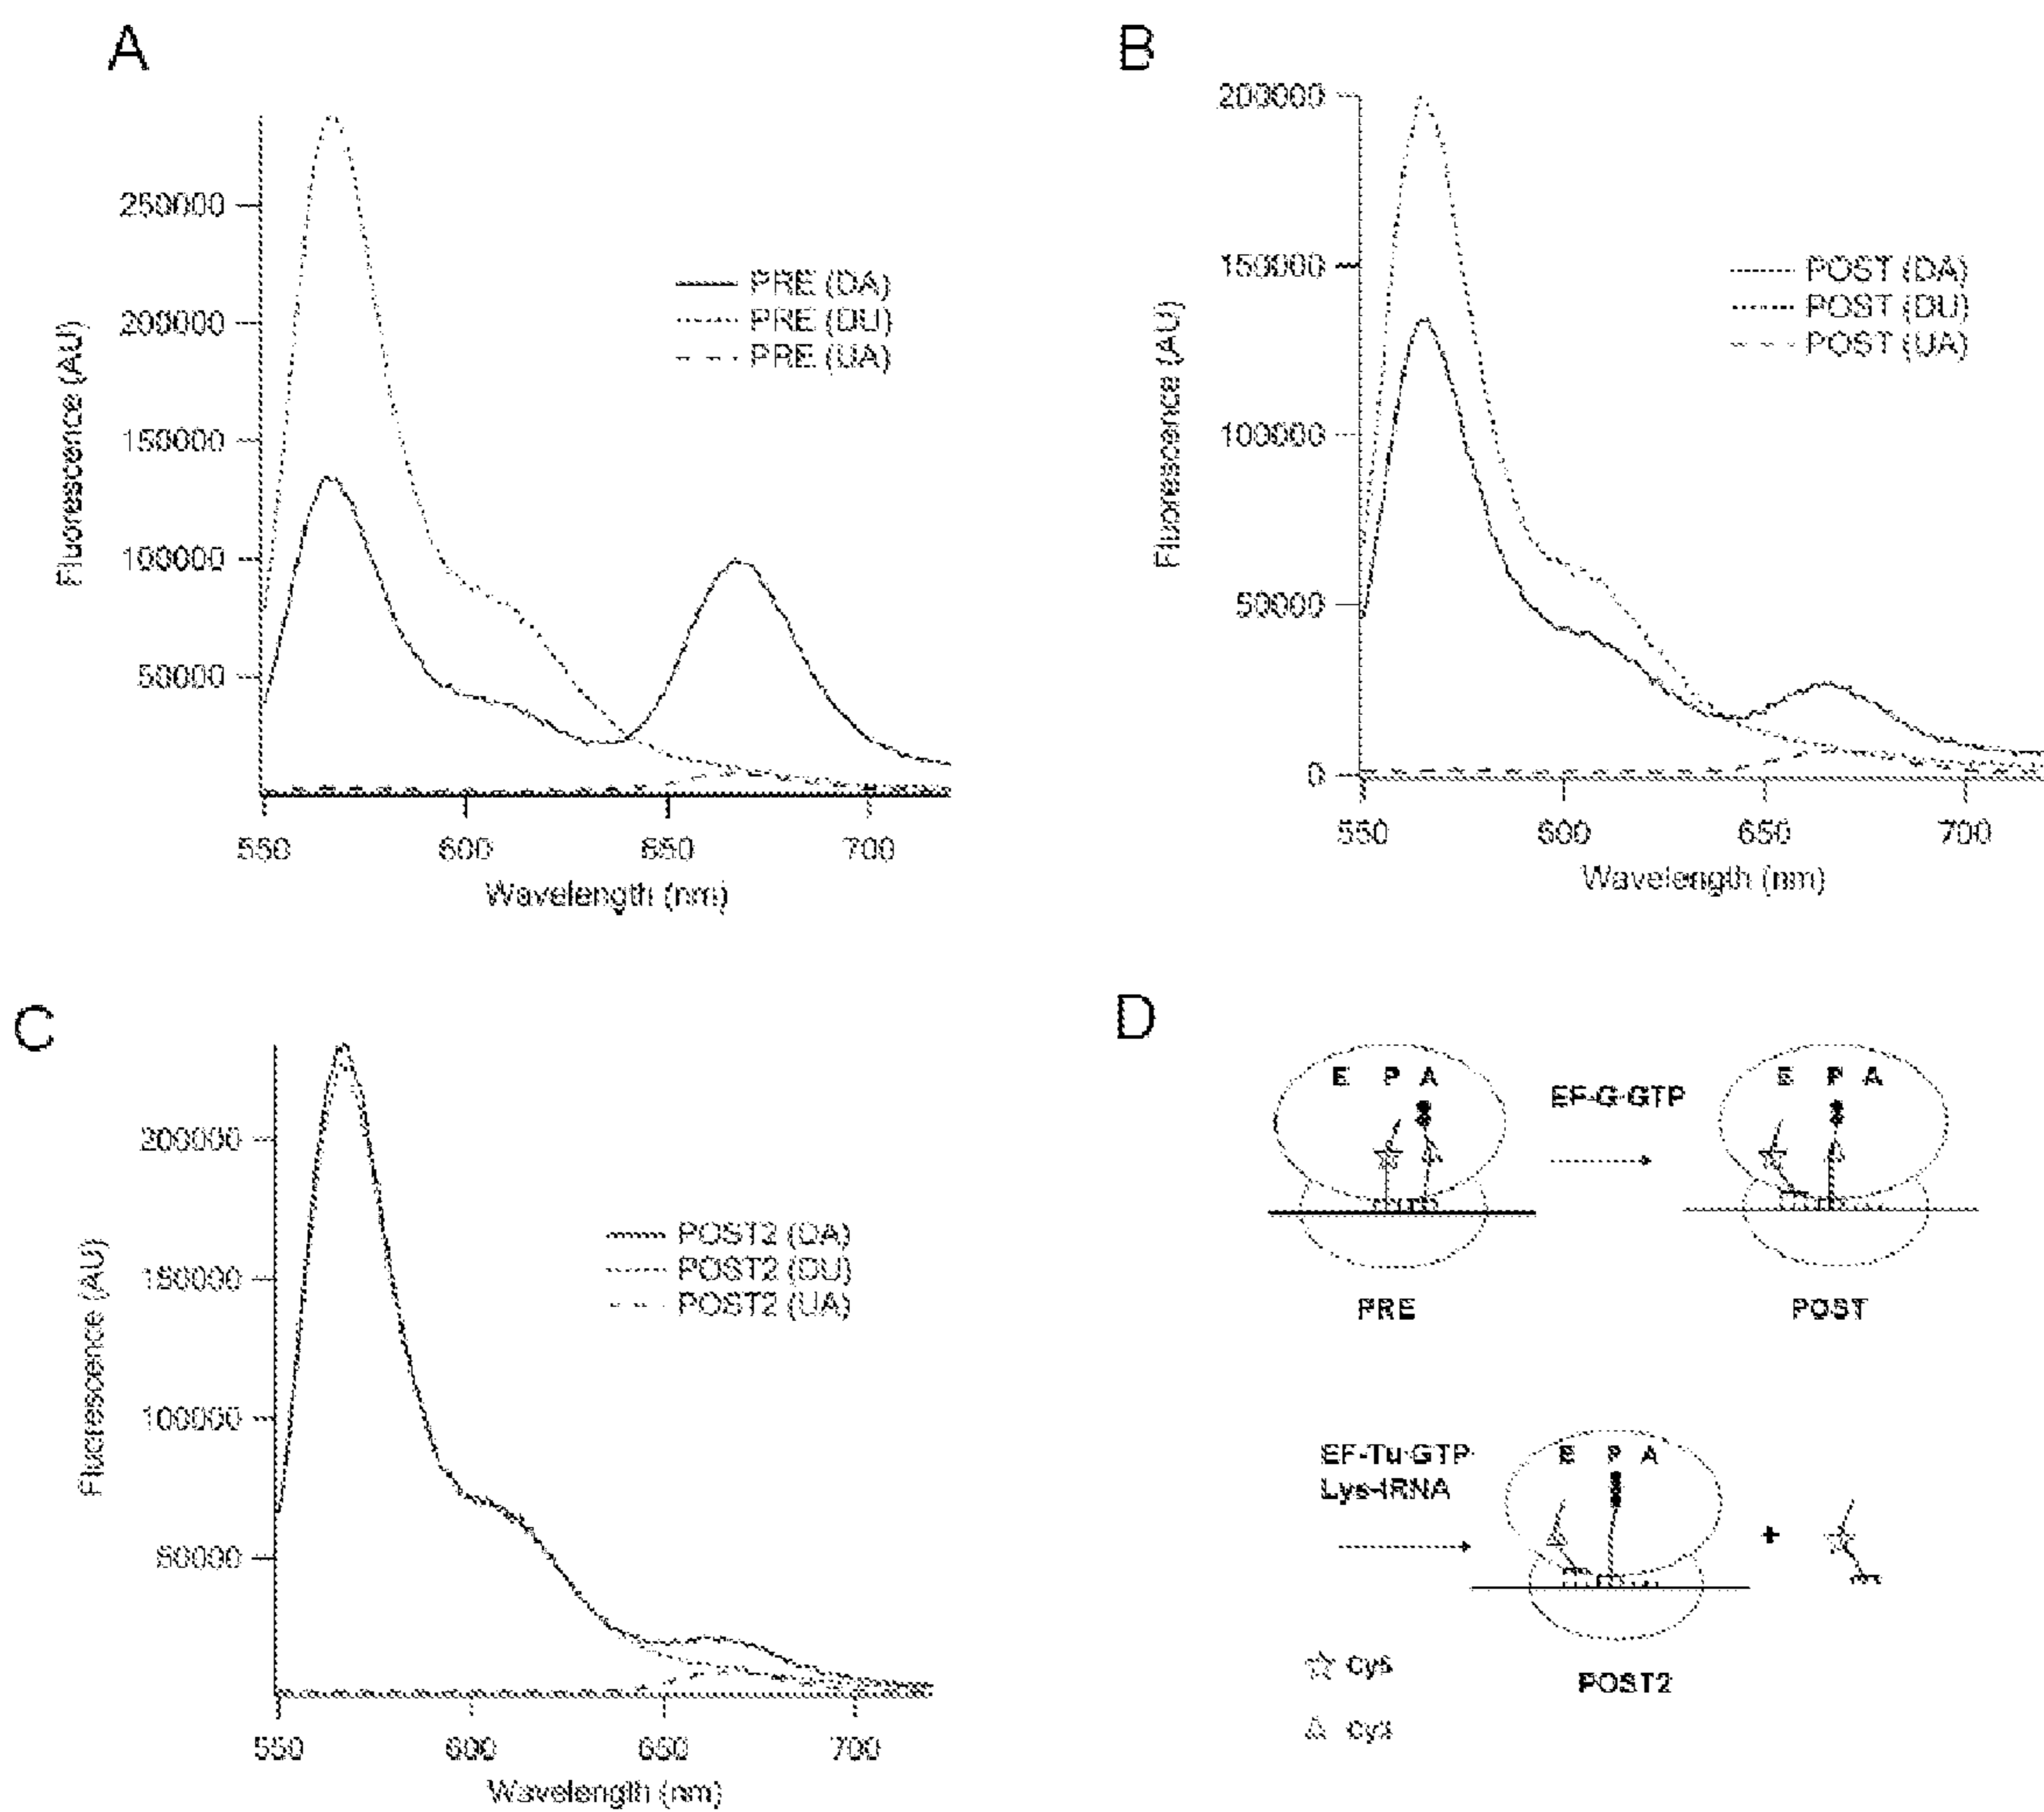 A
250000
200000
150000
100000
50000
Fluorescence (AU)
PRE (DA)
PRE (DU)
PRE (UA)
550 600 650 700
Wavelength (nm)
B
200000
150000
100000
50000
0
Fluorescence (AU)
POST (DA)
POST (DU)
POST (UA)
550 600 650 700
Wavelength (nm)
C
200000
150000
100000
50000
Fluorescence (AU)
POST2 (DA)
POST2 (DU)
POST2 (UA)
550 600 650 700
Wavelength (nm)
D
E P A
EF-G·GTP
E P A
PRE
POST
EF-Tu·GTP·
Lys-tRNA
E P A
+
POST2
Cy5
Cy3